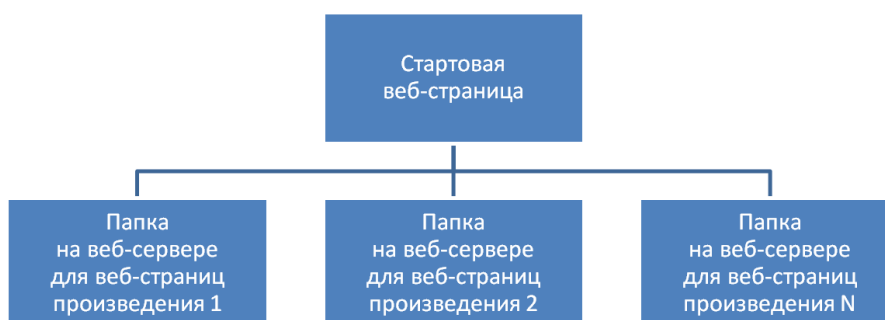 Стартовая
веб-страница
Папка
на веб-сервере
для веб-страниц
произведения 1
Папка
на веб-сервере
для веб-страниц
произведения 2
Папка
на веб-сервере
для веб-страниц
произведения N